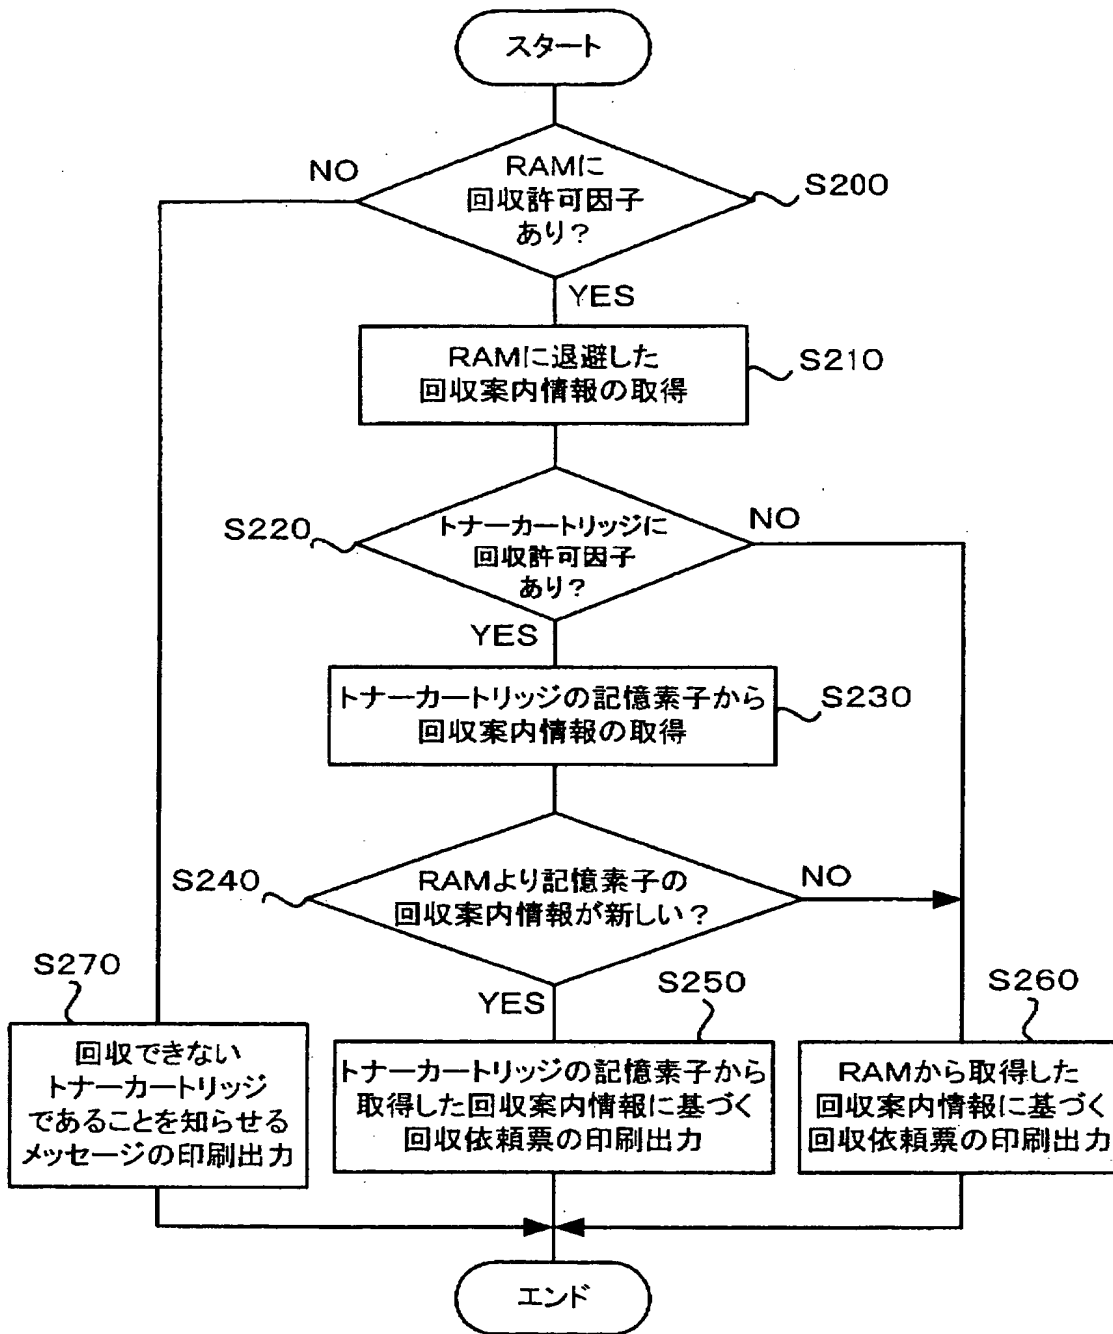 スタート
NO
RAMに
回収許可因子
あり？
S200
YES
RAMに退避した
回収案内情報の取得
S210
S220
トナーカートリッジに
回収許可因子
あり？
NO
YES
トナーカートリッジの記憶素子から
回収案内情報の取得
S230
S240
RAMより記憶素子の
回収案内情報が新しい？
NO
YES
S270
回収できない
トナーカートリッジ
であることを知らせる
メッセージの印刷出力
S250
トナーカートリッジの記憶素子から
取得した回収案内情報に基づく
回収依頼票の印刷出力
S260
RAMから取得した
回収案内情報に基づく
回収依頼票の印刷出力
エンド